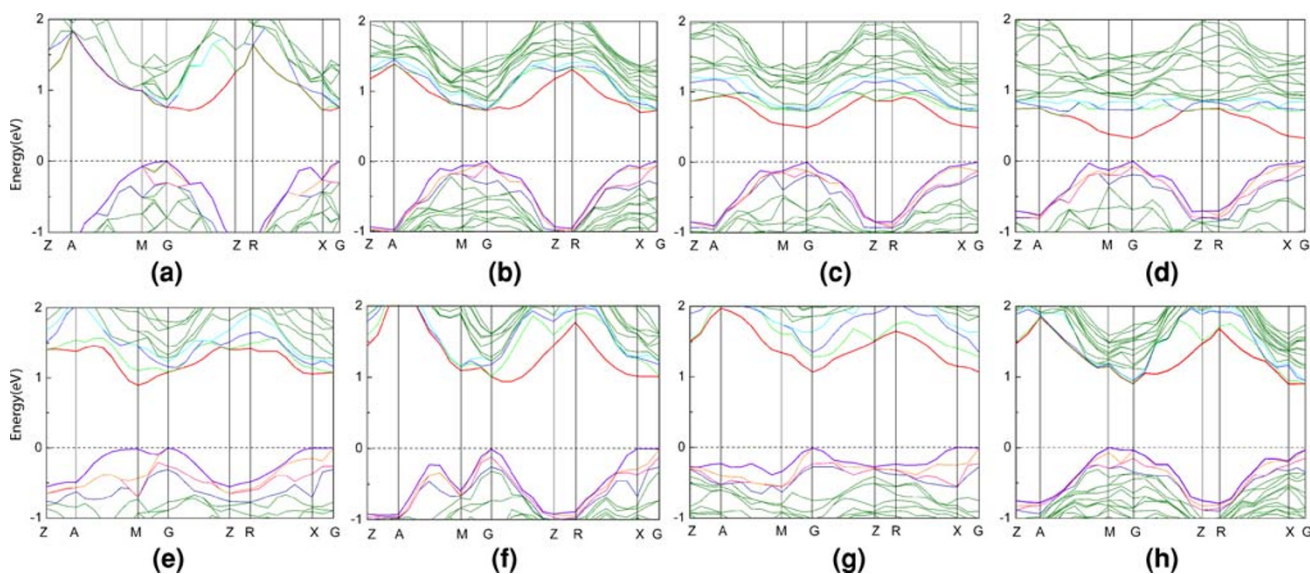 2 2 2 2
Energy(eV) 1 1 1 1
0 0 0 0
-1 -1 -1 -1
Z A M G Z R X G Z A M G Z R X G Z A M G Z R X G Z A M G Z R X G
(a) (b) (c) (d)
2 2 2 2
Energy(eV) 1 1 1 1
0 0 0 0
-1 -1 -1 -1
Z A M G Z R X G Z A M G Z R X G Z A M G Z R X G Z A M G Z R X G
(e) (f) (g) (h)